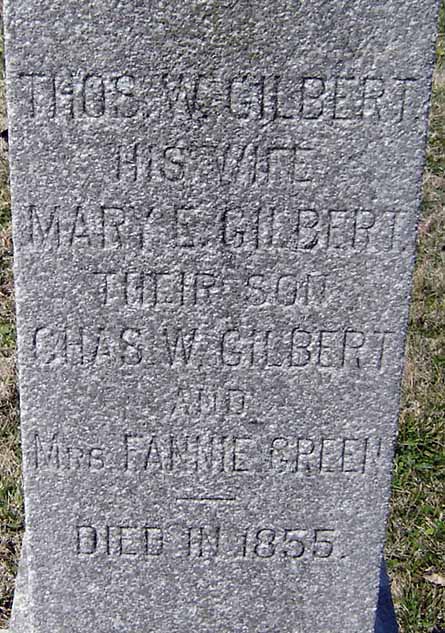 THOS. W. GILBERT.
HIS WIFE
MARY E. GILBERT.
THEIR SON
CHAS. W. GILBERT
AND
MRS FANNIE GREEN
DIED IN 1855.